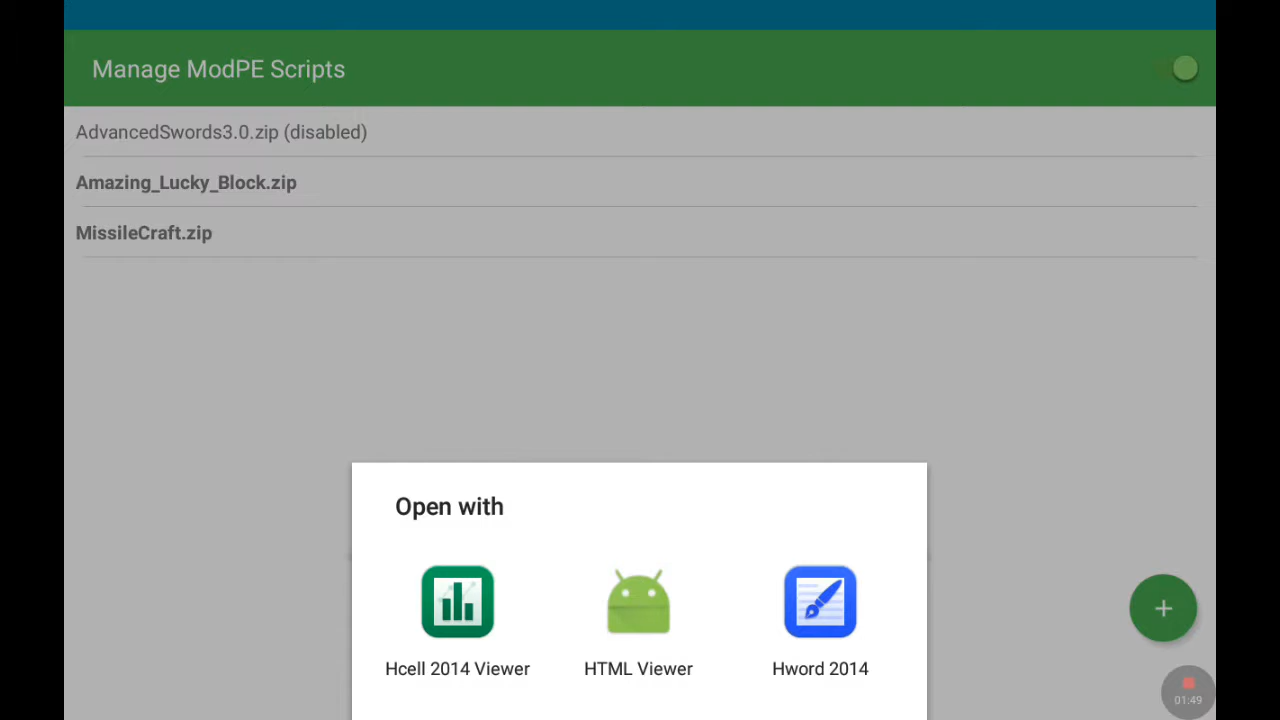 Manage ModPE Scripts
AdvancedSwords3.0.zip (disabled)
Amazing_Lucky_Block.zip
MissileCraft.zip
Open with
Hcell 2014 Viewer
HTML Viewer
Hword 2014
+
01:49